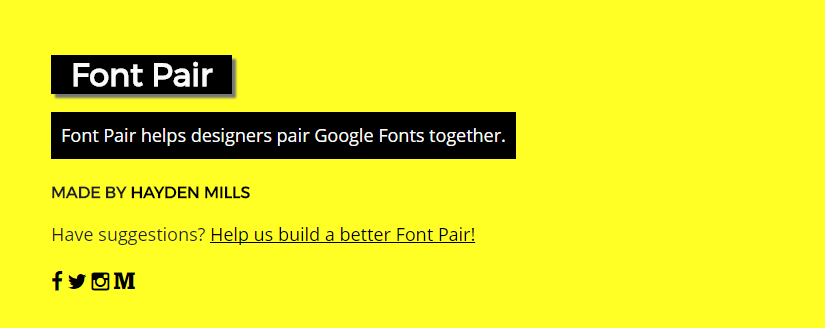 Font Pair
Font Pair helps designers pair Google Fonts together.
MADE BY HAYDEN MILLS
Have suggestions? Help us build a better Font Pair!